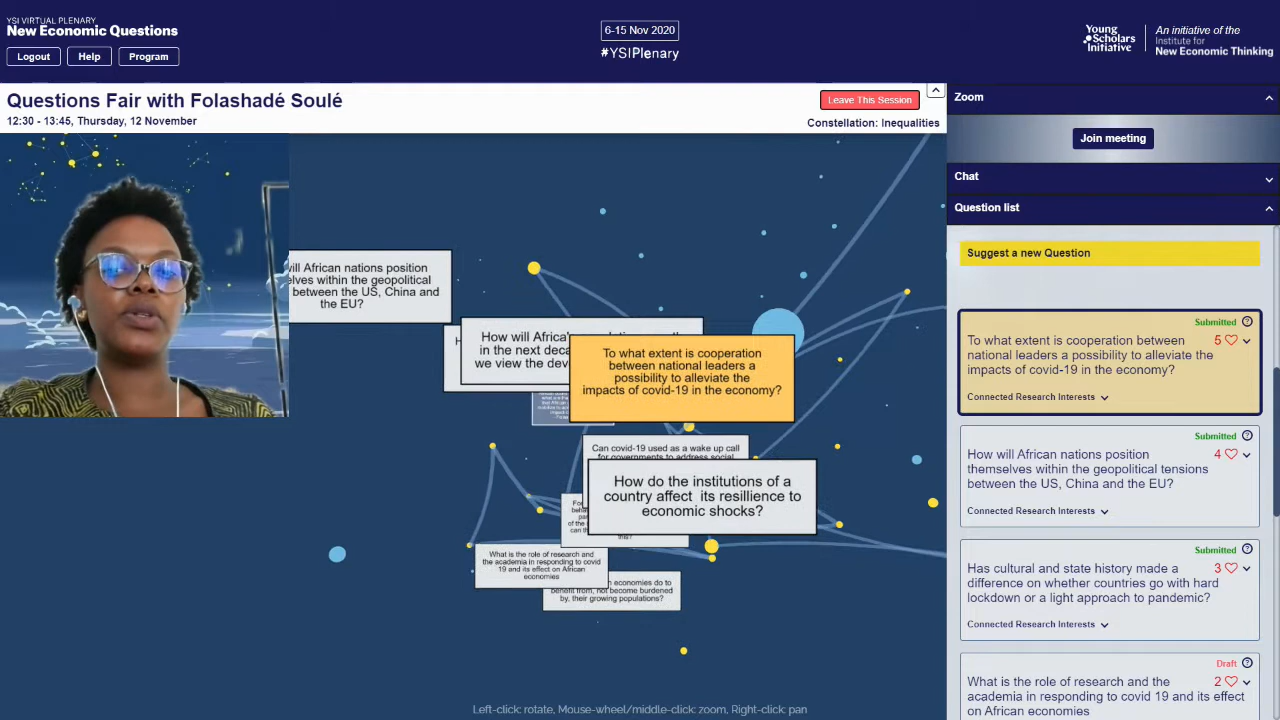 YSI VIRTUAL PLENARY
New Economic Questions
Logout
Help
Program
6-15 Nov 2020
#YSIPlenary
Young
Scholars
Initiative
An initiative of the
Institute for
New Economic Thinking
Questions Fair with Folashadé Soulé
12:30 - 13:45, Thursday, 12 November
Leave This Session
Constellation: Inequalities
will African nations position
within the geopolitical
between the US, China and
the EU?
How will
in the next
we view the
To what extent is cooperation
between national leaders a
possibility to alleviate the
impacts of covid-19 in the economy?
Can covid-19 used as a wake up call
for governments to address social
How do the institutions of a
country affect its resillience to
economic shocks?
this?
What is the role of research and
the academia in responding to covid
19 and its effect on African
economies
economies do to
benefit from, not become burdened
by, their growing populations?
Left-click: rotate, Mouse-wheel/middle-click: zoom, Right-click: pan
Zoom
Join meeting
Chat
Question list
Suggest a new Question
Submitted
To what extent is cooperation between 5
national leaders a possibility to alleviate the
impacts of covid-19 in the economy?
Connected Research Interests
Submitted
How will African nations position 4
themselves within the geopolitical tensions
between the US, China and the EU?
Connected Research Interests
Submitted
Has cultural and state history made a 3
difference on whether countries go with hard
lockdown or a light approach to pandemic?
Connected Research Interests
Draft
What is the role of research and the 2
academia in responding to covid 19 and its effect
on African economies